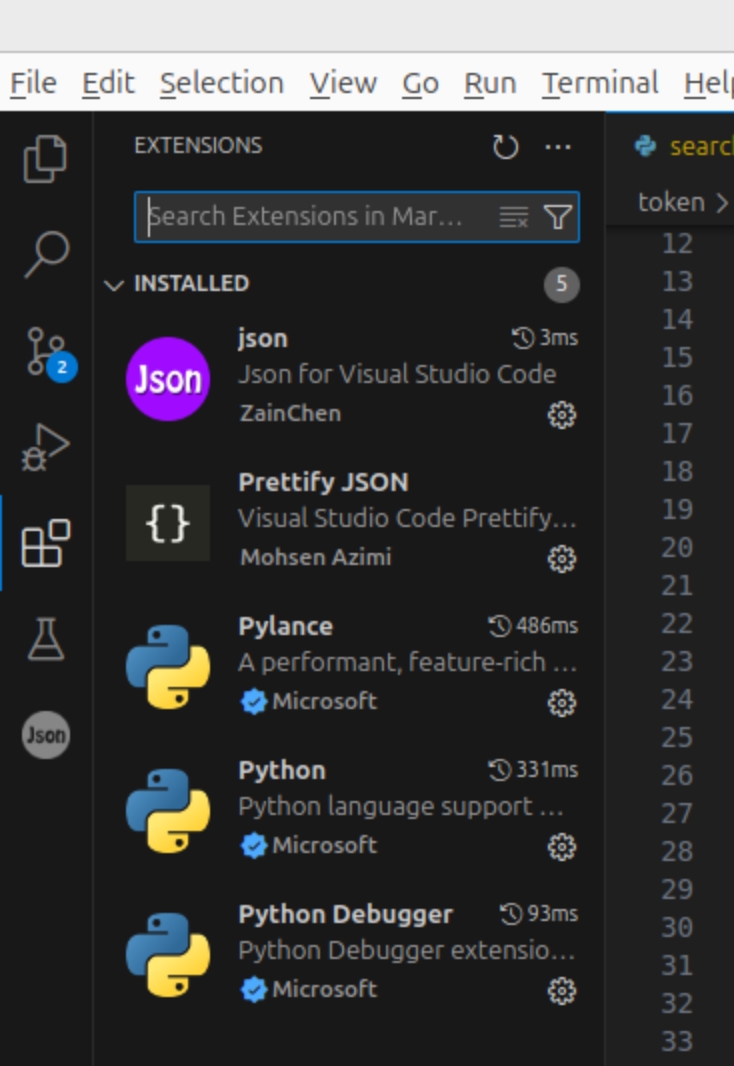 File Edit Selection View Go Run Terminal Help
EXTENSIONS
searc
Search Extensions in Mar...
token >
INSTALLED 5
json 3ms
Json Json for Visual Studio Code
ZainChen
2
Prettify JSON
{} Visual Studio Code Prettify...
Mohsen Azimi
Pylance 486ms
A performant, feature-rich ...
Microsoft
Json
Python 331ms
Python language support ...
Microsoft
Python Debugger 93ms
Python Debugger extensio...
Microsoft
12
13
14
15
16
17
18
19
20
21
22
23
24
25
26
27
28
29
30
31
32
33